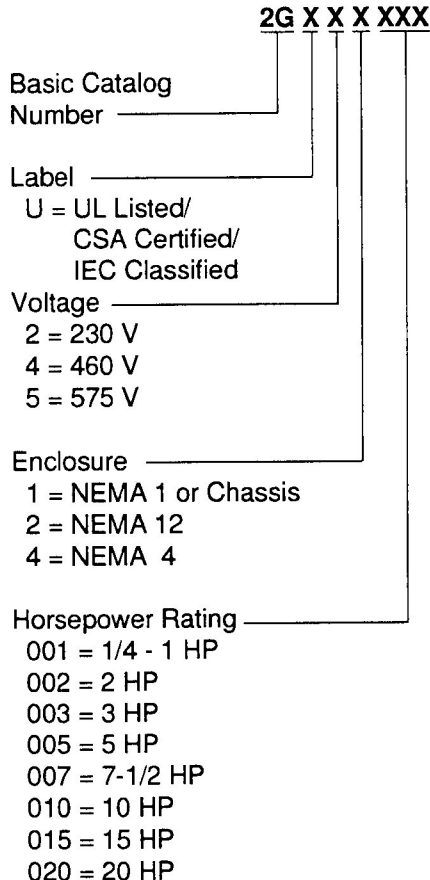 2G X X X XXX
Basic Catalog
Number
Label
U = UL Listed/
CSA Certified/
IEC Classified
Voltage
2 = 230 V
4 = 460 V
5 = 575 V
Enclosure
1 = NEMA 1 or Chassis
2 = NEMA 12
4 = NEMA 4
Horsepower Rating
001 = 1/4 - 1 HP
002 = 2 HP
003 = 3 HP
005 = 5 HP
007 = 7-1/2 HP
010 = 10 HP
015 = 15 HP
020 = 20 HP